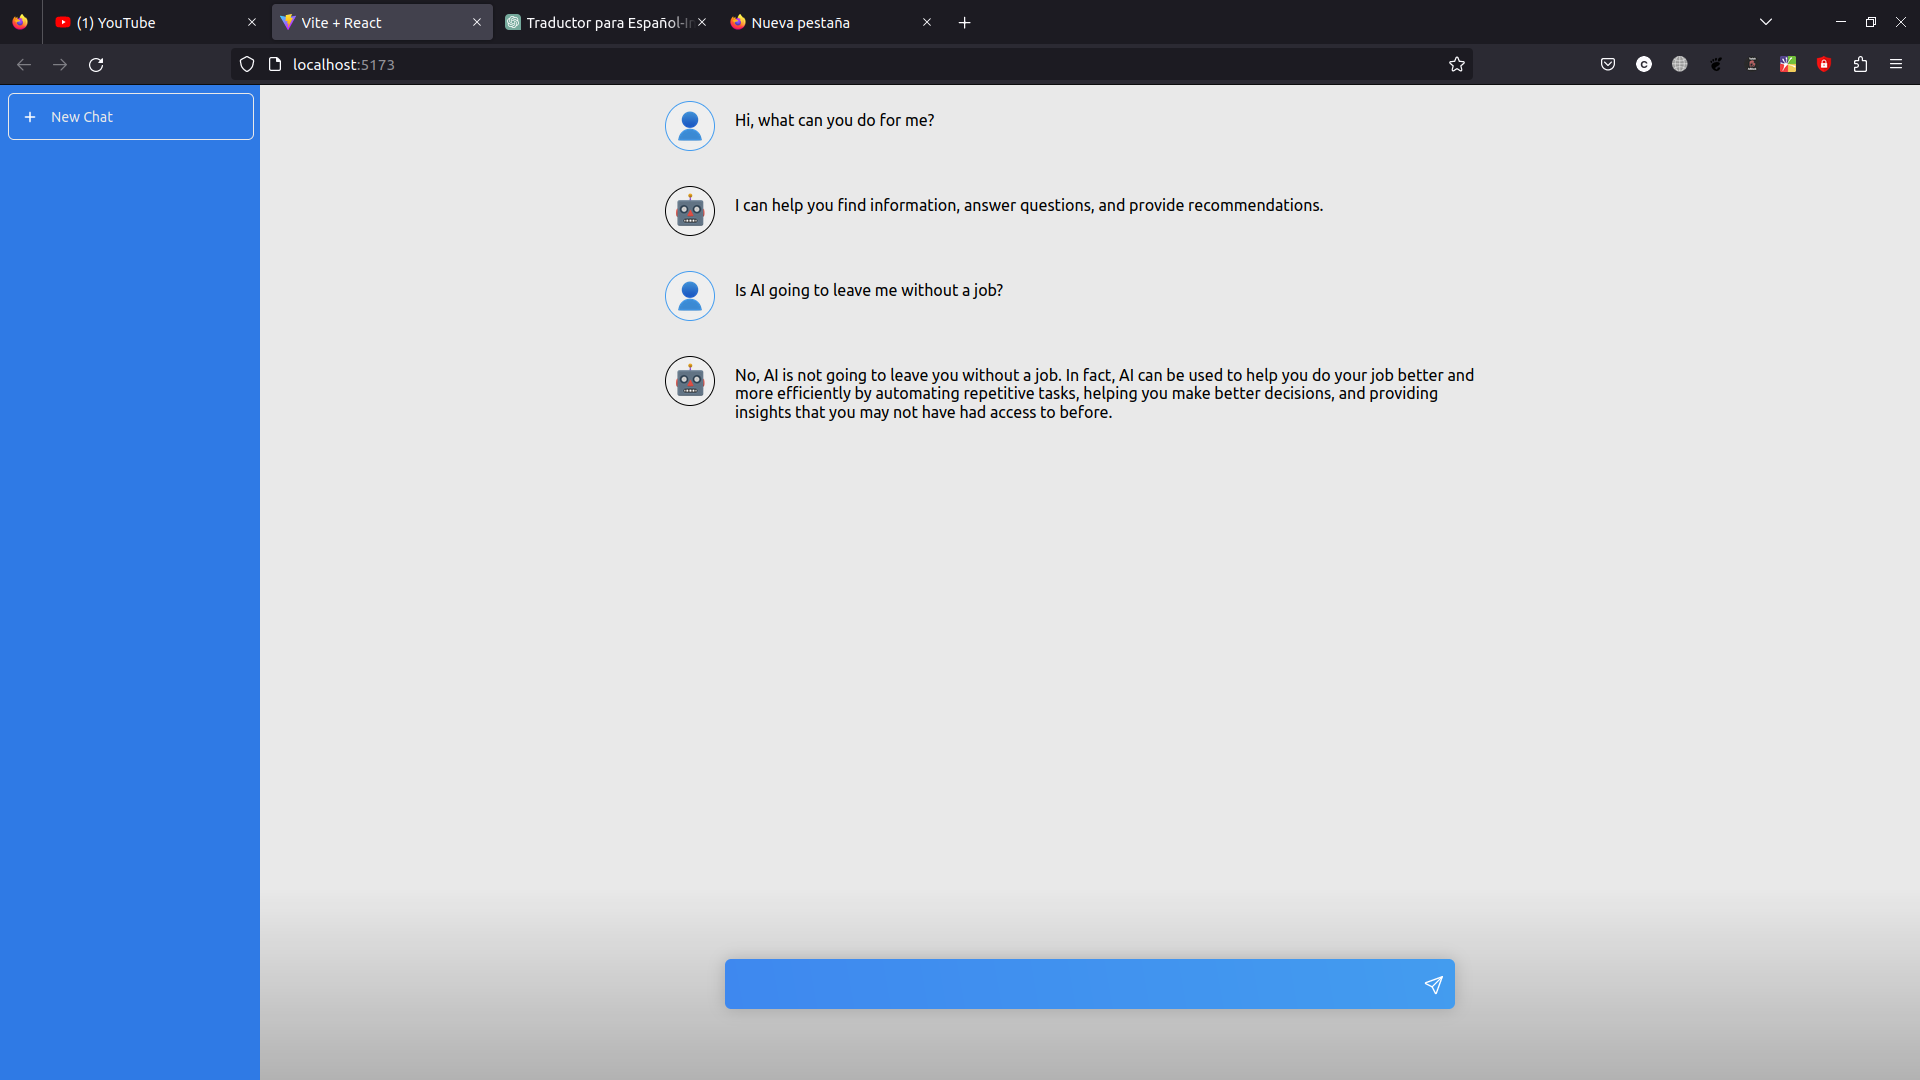 (1) YouTube
Vite + React
Traductor para Español-In
Nueva pestaña
localhost:5173
New Chat
Hi, what can you do for me?
I can help you find information, answer questions, and provide recommendations.
Is AI going to leave me without a job?
No, AI is not going to leave you without a job. In fact, AI can be used to help you do your job better and
more efficiently by automating repetitive tasks, helping you make better decisions, and providing
insights that you may not have had access to before.